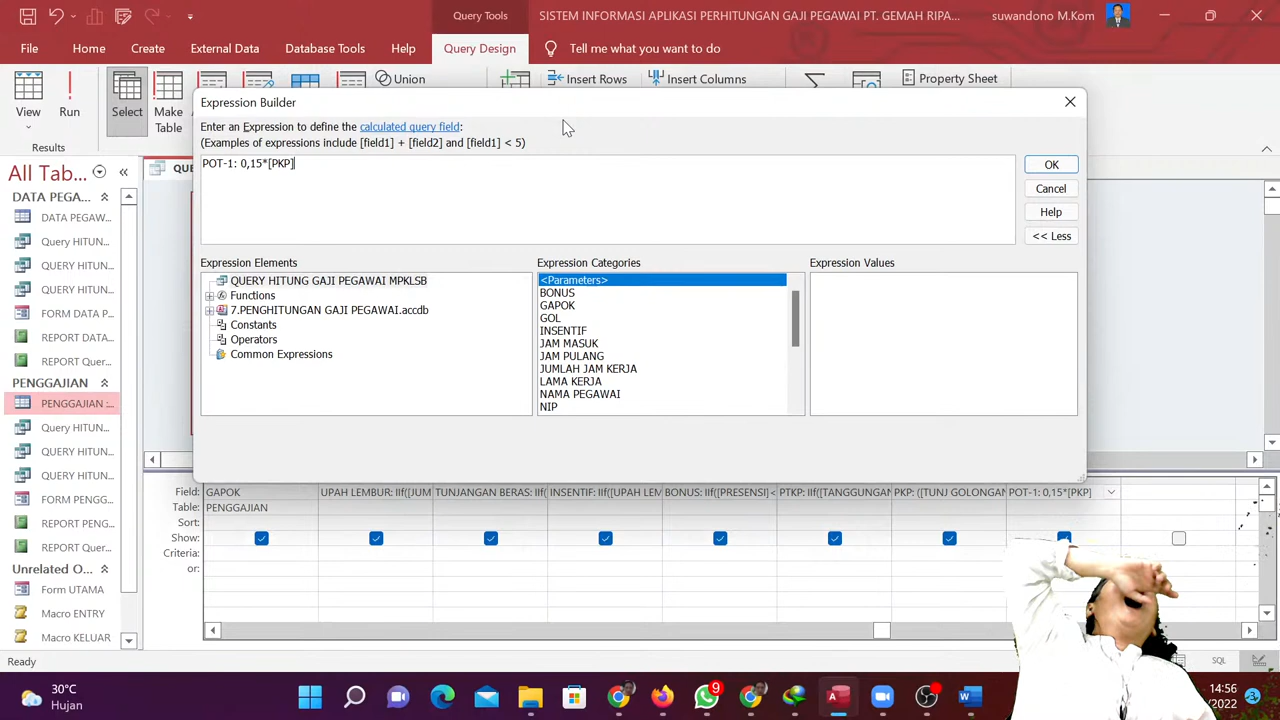 Query Tools
SISTEM INFORMASI APLIKASI PERHITUNGAN GAJI PEGAWAI PT. GEMAH RIPA...
suwandono M.Kom
File
Home
Create
External Data
Database Tools
Help
Query Design
Tell me what you want to do
View
Run
Select
Make
Table
Union
Insert Rows
Insert Columns
Property Sheet
Results
Expression Builder
Enter an Expression to define the calculated query field:
(Examples of expressions include [field1] + [field2] and [field1] < 5)
POT-1: 0,15*[PKP]
OK
Cancel
Help
<< Less
Expression Elements
QUERY HITUNG GAJI PEGAWAI MPKLSB
Functions
7.PENGHITUNGAN GAJI PEGAWAI.accdb
Constants
Operators
Common Expressions
Expression Categories
<Parameters>
BONUS
GAPOK
GOL
INSENTIF
JAM MASUK
JAM PULANG
JUMLAH JAM KERJA
LAMA KERJA
NAMA PEGAWAI
NIP
Expression Values
All Tab...
QUE
DATA PEGA...
DATA PEGAW...
Query HITUN...
QUERY HITUN...
QUERY HITUN...
FORM DATA P...
REPORT DATA...
REPORT Quer...
PENGGAJIAN
PENGGAJIAN :...
Query HITUN...
QUERY HITUN...
QUERY HITUN...
FORM PENGG...
REPORT PENG...
REPORT Quer...
Unrelated O...
Form UTAMA
Macro ENTRY
Macro KELUAR
Field: GAPOK UPAH LEMBUR: IIf([JUM TUNJANGAN BERAS: IIf( INSENTIF: IIf([UPAH LEM BONUS: IIf([PRESENSI]< PTKP: IIf([TANGGUNGAN PKP: ([TUNJ GOLONGAN POT-1: 0,15*[PKP]
Table: PENGGAJIAN
Sort:
Show:
Criteria:
or:
Ready
SQL
30°C
Hujan
9
14:56
/2022